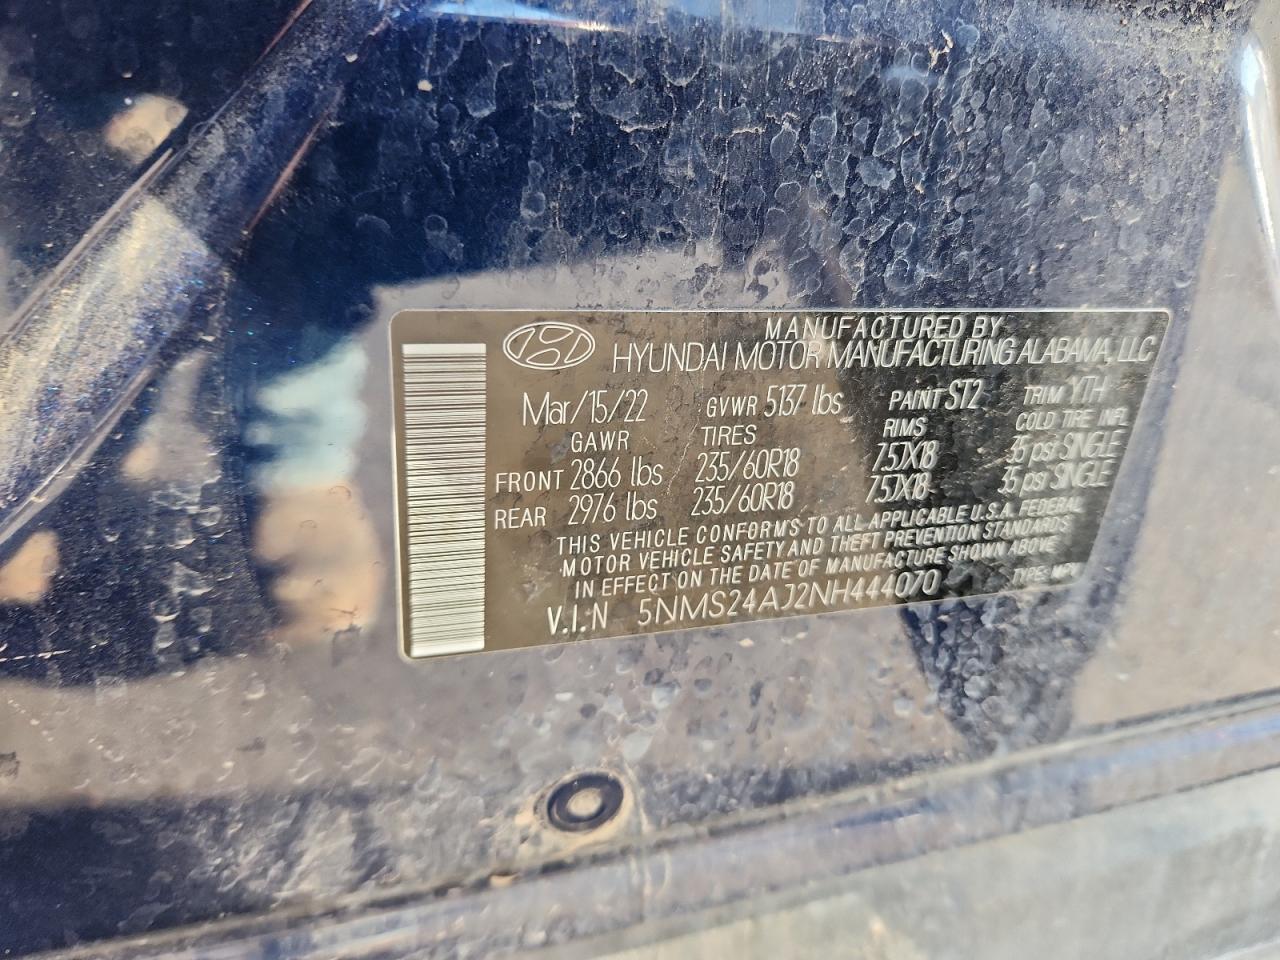 MANUFACTURED BY
HYUNDAI MOTOR MANUFACTURING ALABAMA, LLC
Mar/15/22 GVWR 5137 lbs PAINT ST2 TRIM YTH
GAWR TIRES RIMS COLD TIRE INFL
FRONT 2866 lbs 235/60R18 7.5JX18 35 psi SINGLE
REAR 2976 lbs 235/60R18 7.5JX18 35 psi SINGLE
THIS VEHICLE CONFORMS TO ALL APPLICABLE U.S.A. FEDERAL
MOTOR VEHICLE SAFETY AND THEFT PREVENTION STANDARDS
IN EFFECT ON THE DATE OF MANUFACTURE SHOWN ABOVE
V.I.N 5NMS24AJ2NH444070 TYPE: MPV